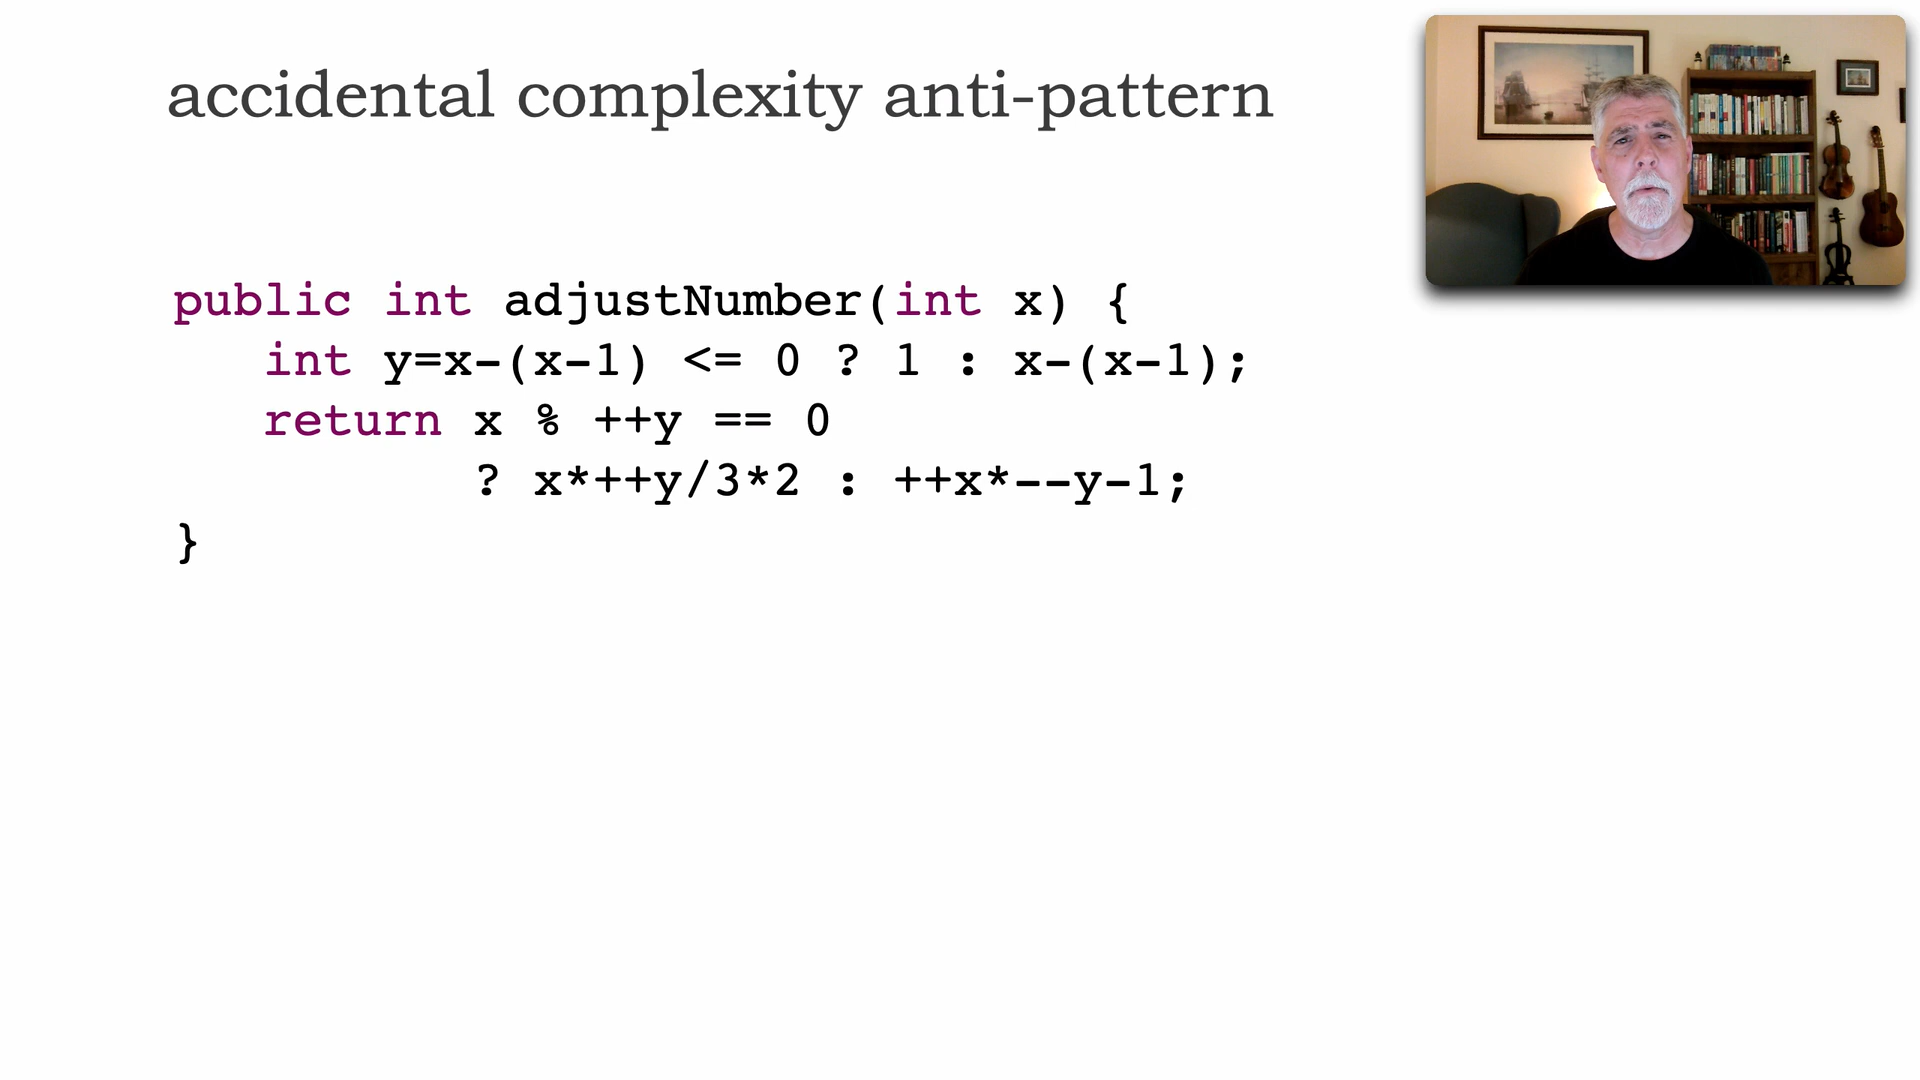 accidental complexity anti-pattern
public int adjustNumber(int x) {
int y=x-(x-1) <= 0 ? 1 : x-(x-1);
return x % ++y == 0
? x*++y/3*2 : ++x*--y-1;
}